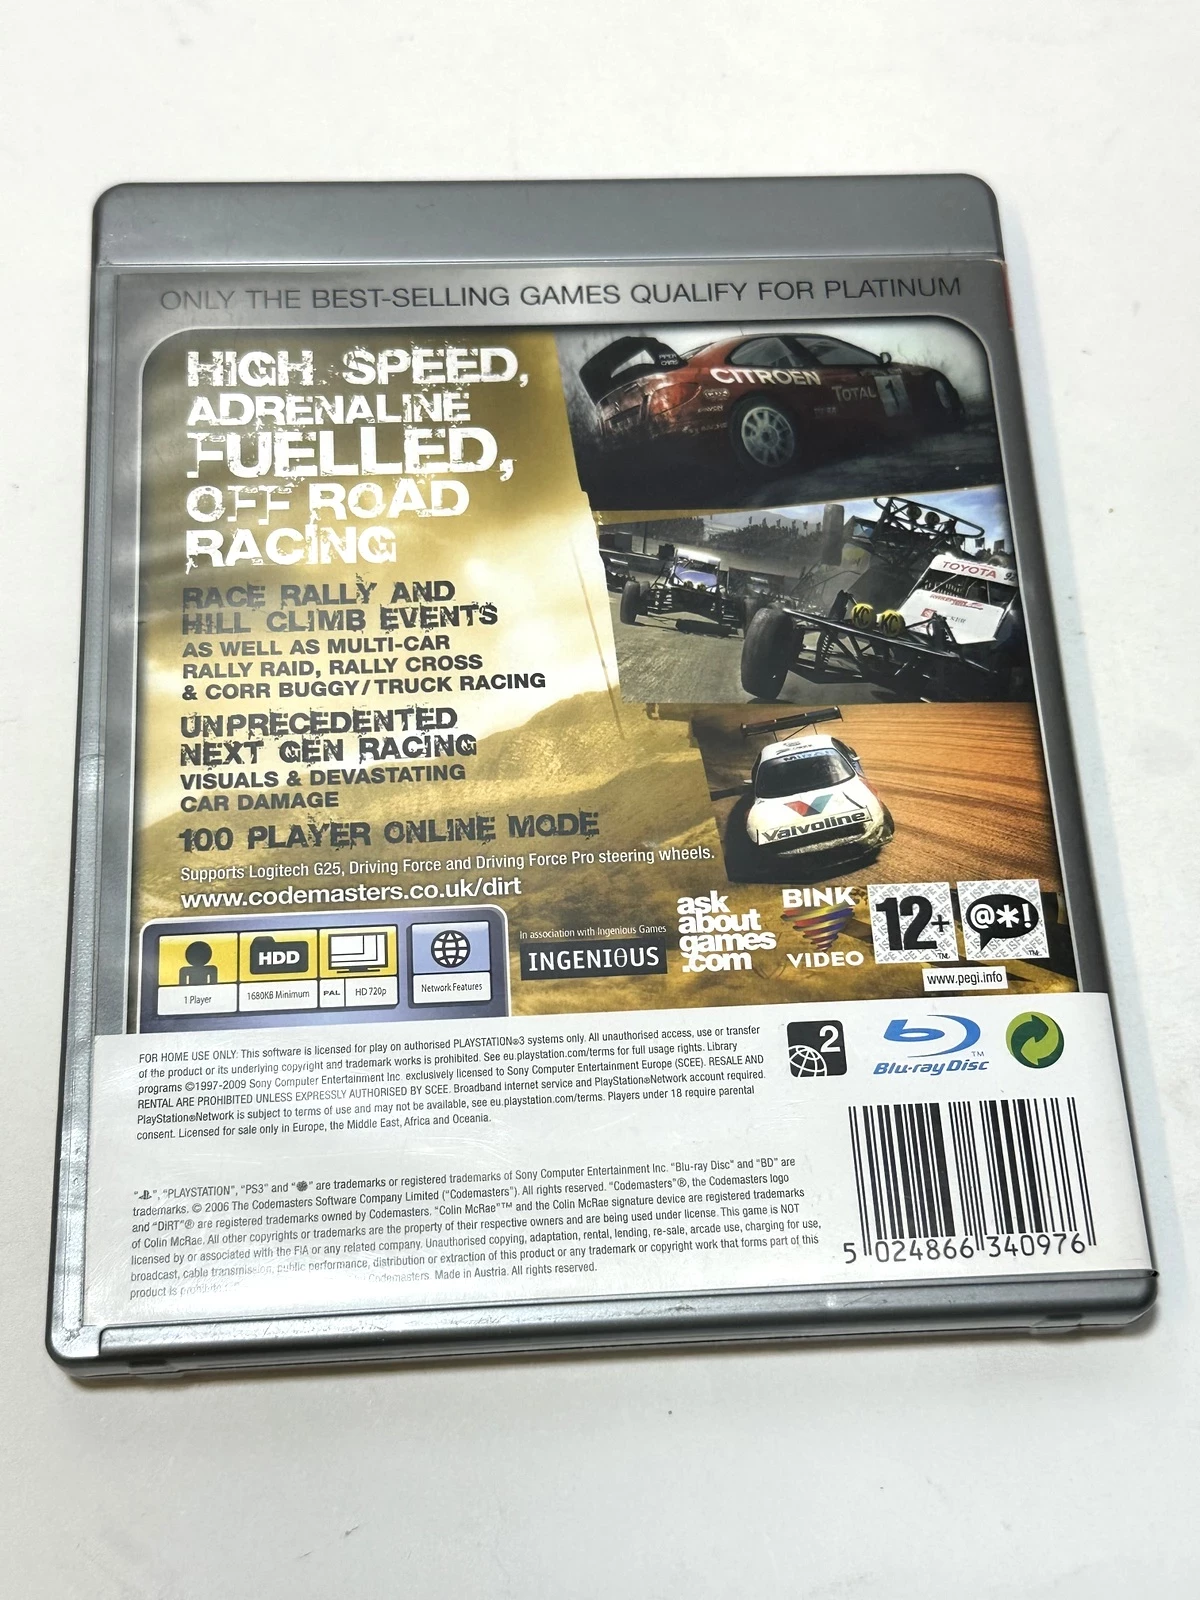 ONLY THE BEST-SELLING GAMES QUALIFY FOR PLATINUM
HIGH SPEED,
ADRENALINE
FUELLED,
OFF ROAD
RACING
RACE RALLY AND
HILL CLIMB EVENTS
AS WELL AS MULTI-CAR
RALLY RAID, RALLY CROSS
& CORR BUGGY/TRUCK RACING
UNPRECEDENTED
NEXT GEN RACING
VISUALS & DEVASTATING
CAR DAMAGE
100 PLAYER ONLINE MODE
Supports Logitech G25, Driving Force and Driving Force Pro steering wheels.
www.codemasters.co.uk/dirt
CITROËN
TOTAL
1
TOYOTA
KC KC
Valvoline
1 Player
HDD
1680KB Minimum
PAL
HD 720p
Network Features
In association with Ingenious Games
INGENIOUS
ask
about
games
.com
BINK
VIDEO
12+
TM
@*!
TM
www.pegi.info
FOR HOME USE ONLY: This software is licensed for play on authorised PLAYSTATION®3 systems only. All unauthorised access, use or transfer
of the product or its underlying copyright and trademark works is prohibited. See eu.playstation.com/terms for full usage rights. Library
programs ©1997-2009 Sony Computer Entertainment Inc. exclusively licensed to Sony Computer Entertainment Europe (SCEE). RESALE AND
RENTAL ARE PROHIBITED UNLESS EXPRESSLY AUTHORISED BY SCEE. Broadband internet service and PlayStation®Network account required.
PlayStation®Network is subject to terms of use and may not be available, see eu.playstation.com/terms. Players under 18 require parental
consent. Licensed for sale only in Europe, the Middle East, Africa and Oceania.
2
Blu-ray Disc
TM
" ", "PLAYSTATION", "PS3" and " " are trademarks or registered trademarks of Sony Computer Entertainment Inc. "Blu-ray Disc" and "BD" are
trademarks. © 2006 The Codemasters Software Company Limited ("Codemasters"). All rights reserved. "Codemasters"®, the Codemasters logo
and "DiRT"® are registered trademarks owned by Codemasters. "Colin McRae"™ and the Colin McRae signature device are registered trademarks
of Colin McRae. All other copyrights or trademarks are the property of their respective owners and are being used under license. This game is NOT
licensed by or associated with the FIA or any related company. Unauthorised copying, adaptation, rental, lending, re-sale, arcade use, charging for use,
broadcast, cable transmission, public performance, distribution or extraction of this product or any trademark or copyright work that forms part of this
product is Codemasters. Made in Austria. All rights reserved.
5 024866 340976